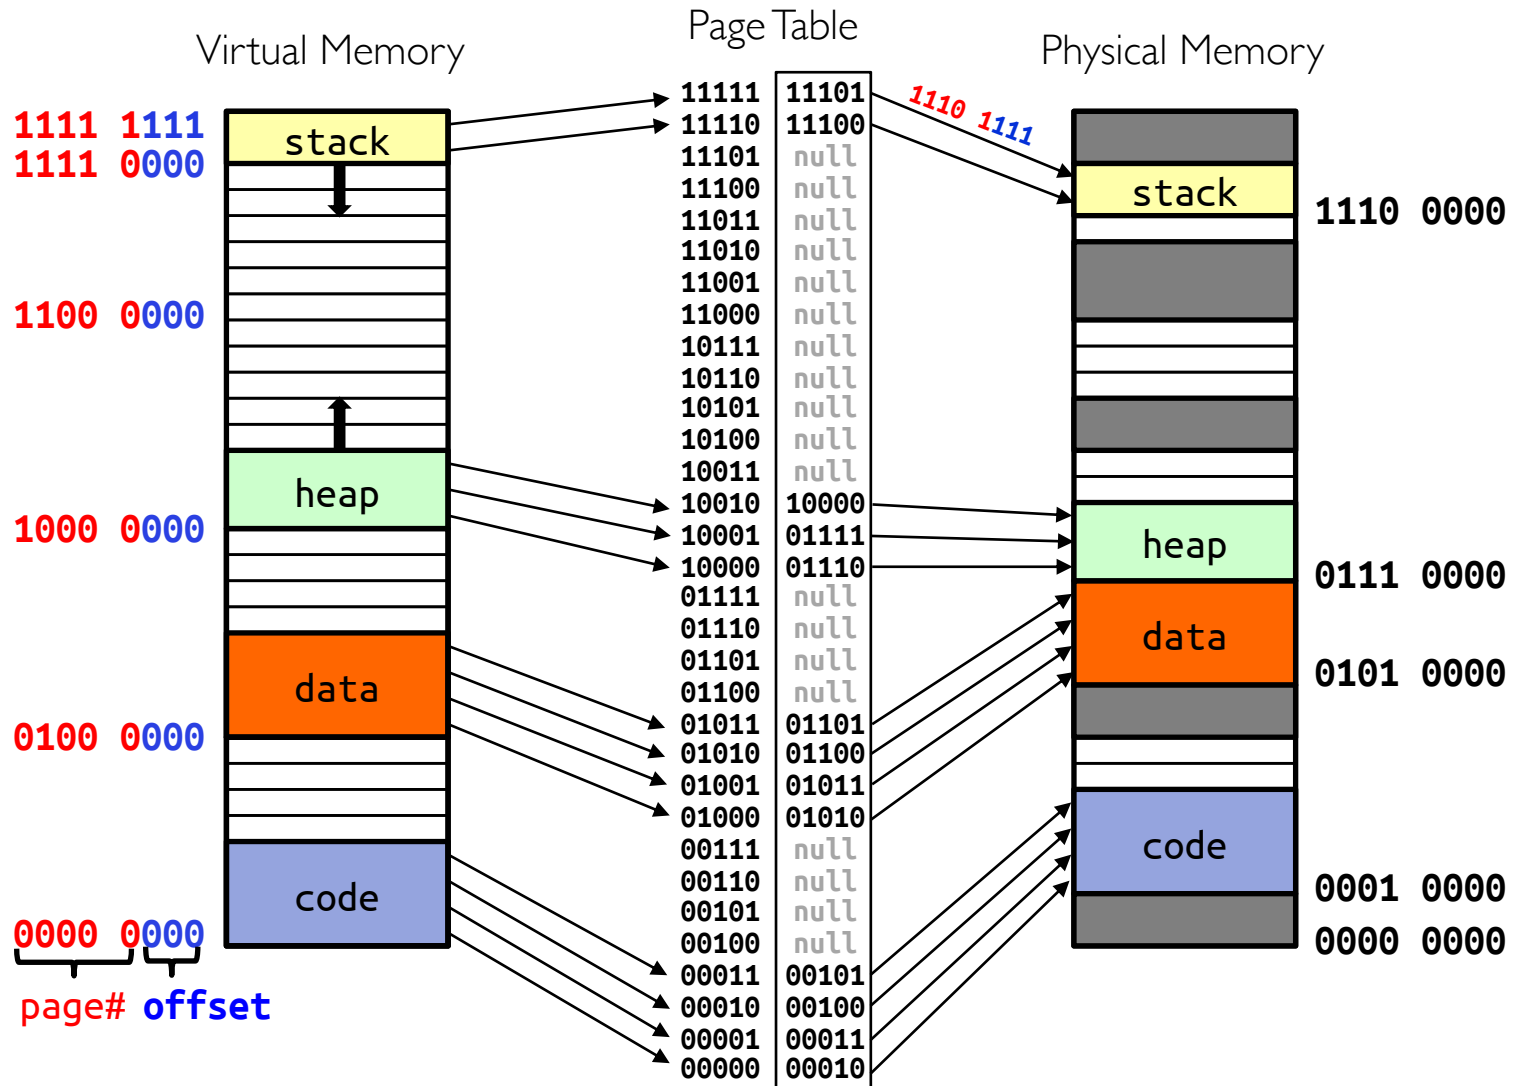 Virtual Memory
1111 1111
1111 0000
1100 0000
1000 0000
0100 0000
0000 0000
page# offset
stack
heap
data
code
Page Table
11111 11101
11110 11100
11101 null
11100 null
11011 null
11010 null
11001 null
11000 null
10111 null
10110 null
10101 null
10100 null
10011 null
10010 10000
10001 01111
10000 01110
01111 null
01110 null
01101 null
01100 null
01011 01101
01010 01100
01001 01011
01000 01010
00111 null
00110 null
00101 null
00100 null
00011 00101
00010 00100
00001 00011
00000 00010
1110 1111
Physical Memory
stack
heap
data
code
1110 0000
0111 0000
0101 0000
0001 0000
0000 0000